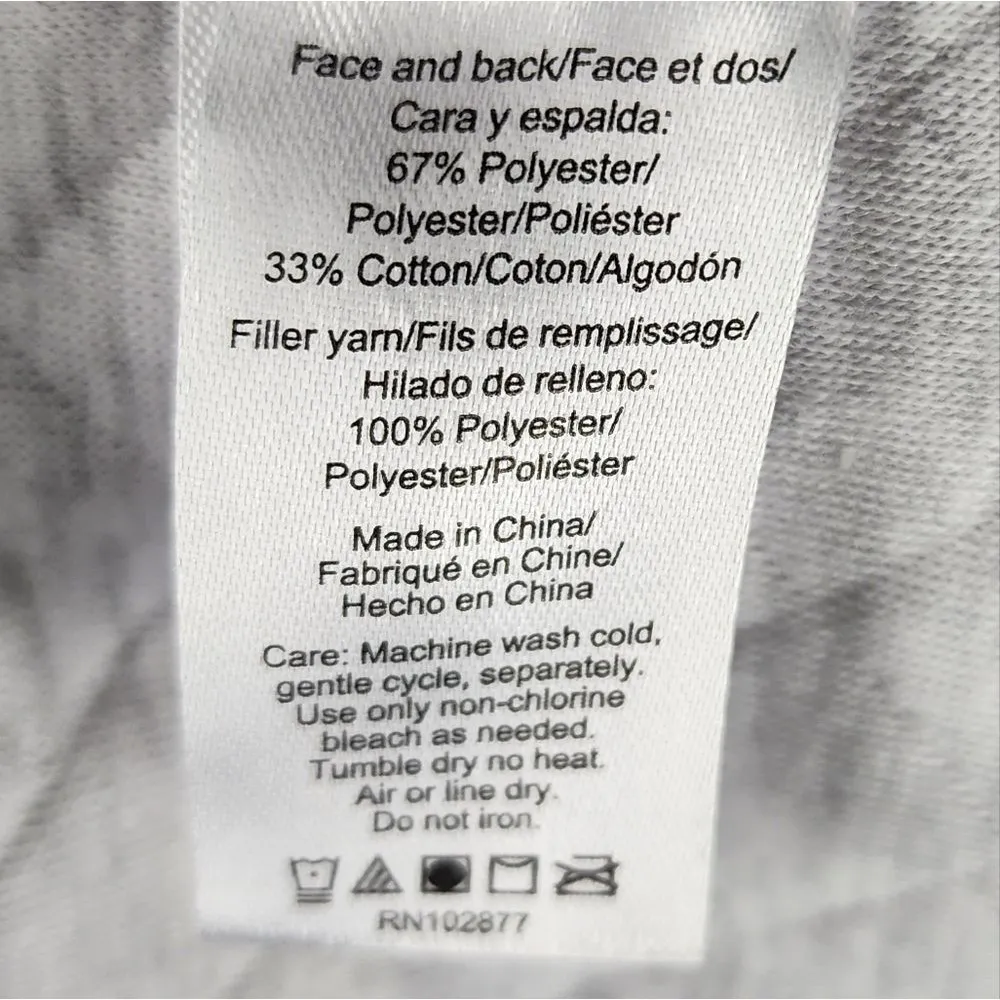 Face and back/Face et dos/
Cara y espalda:
67% Polyester/
Polyester/Poliéster
33% Cotton/Coton/Algodón
Filler yarn/Fils de remplissage/
Hilado de relleno:
100% Polyester/
Polyester/Poliéster
Made in China/
Fabriqué en Chine/
Hecho en China
Care: Machine wash cold,
gentle cycle, separately.
Use only non-chlorine
bleach as needed.
Tumble dry no heat.
Air or line dry.
Do not iron.
RN102877